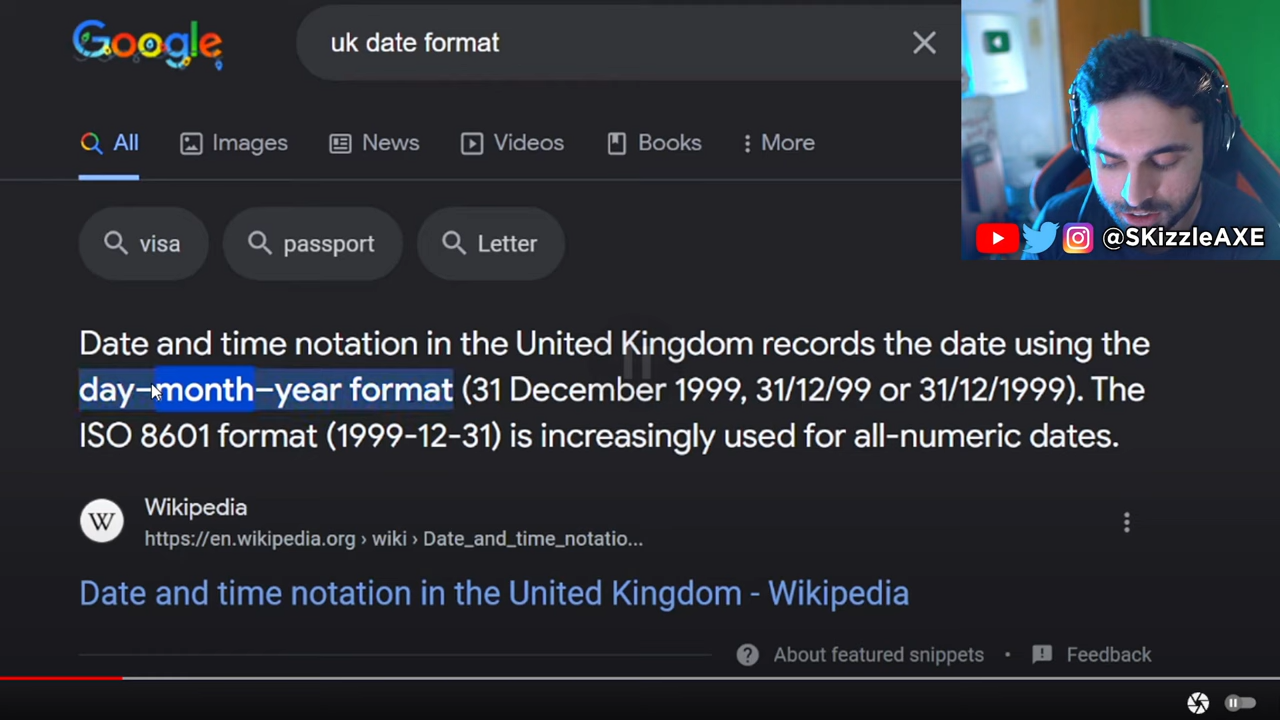 Google
uk date format
All Images News Videos Books More
visa passport Letter
@SKizzleAXE
Date and time notation in the United Kingdom records the date using the
day–month–year format (31 December 1999, 31/12/99 or 31/12/1999). The
ISO 8601 format (1999-12-31) is increasingly used for all-numeric dates.
W
Wikipedia
https://en.wikipedia.org › wiki › Date_and_time_notatio...
Date and time notation in the United Kingdom - Wikipedia
About featured snippets • Feedback